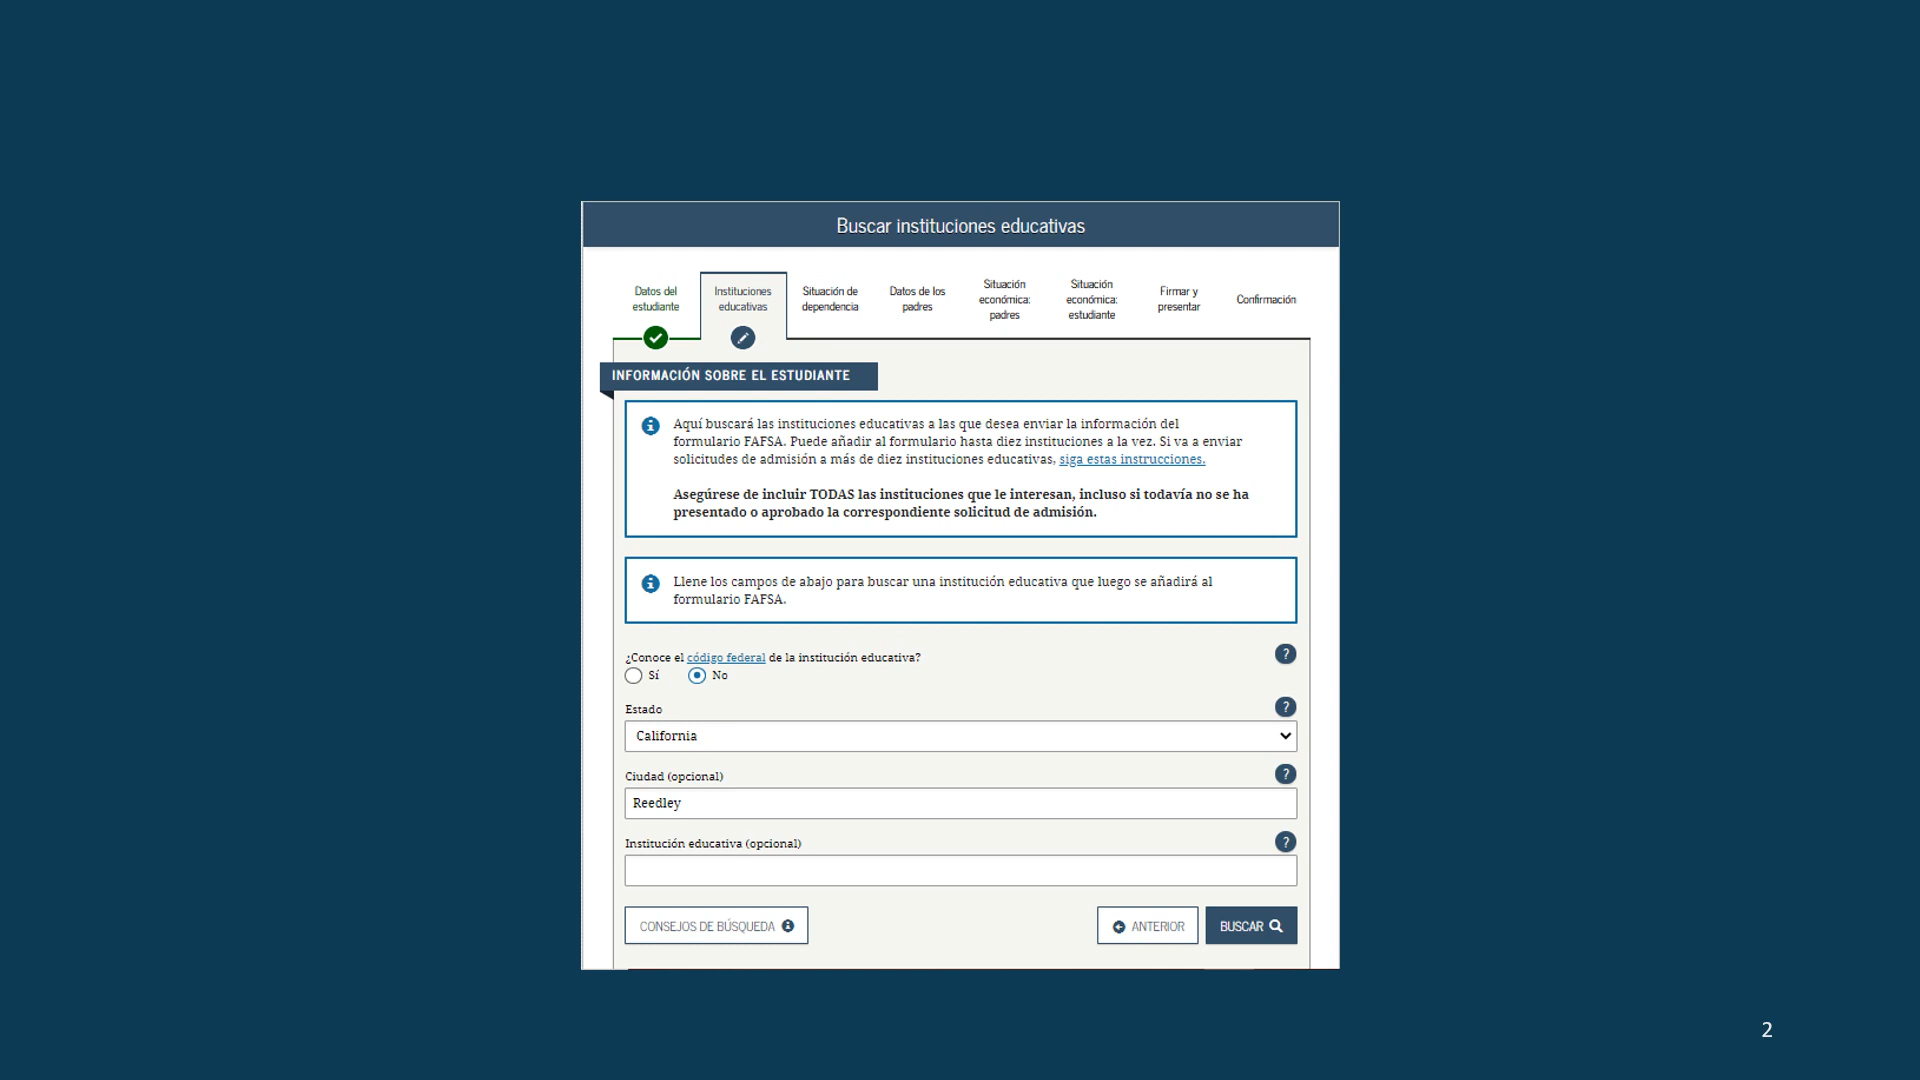 Buscar instituciones educativas
Datos del
estudiante
Instituciones
educativas
Situación de
dependencia
Datos de los
padres
Situación
económica:
padres
Situación
económica:
estudiante
Firmar y
presentar
Confirmación
INFORMACIÓN SOBRE EL ESTUDIANTE
Aquí buscará las instituciones educativas a las que desea enviar la información del
formulario FAFSA. Puede añadir al formulario hasta diez instituciones a la vez. Si va a enviar
solicitudes de admisión a más de diez instituciones educativas, siga estas instrucciones.
Asegúrese de incluir TODAS las instituciones que le interesan, incluso si todavía no se ha
presentado o aprobado la correspondiente solicitud de admisión.
Llene los campos de abajo para buscar una institución educativa que luego se añadirá al
formulario FAFSA.
¿Conoce el código federal de la institución educativa? ?
Sí No
Estado ?
California
Ciudad (opcional) ?
Reedley
Institución educativa (opcional) ?
CONSEJOS DE BÚSQUEDA ANTERIOR BUSCAR
2